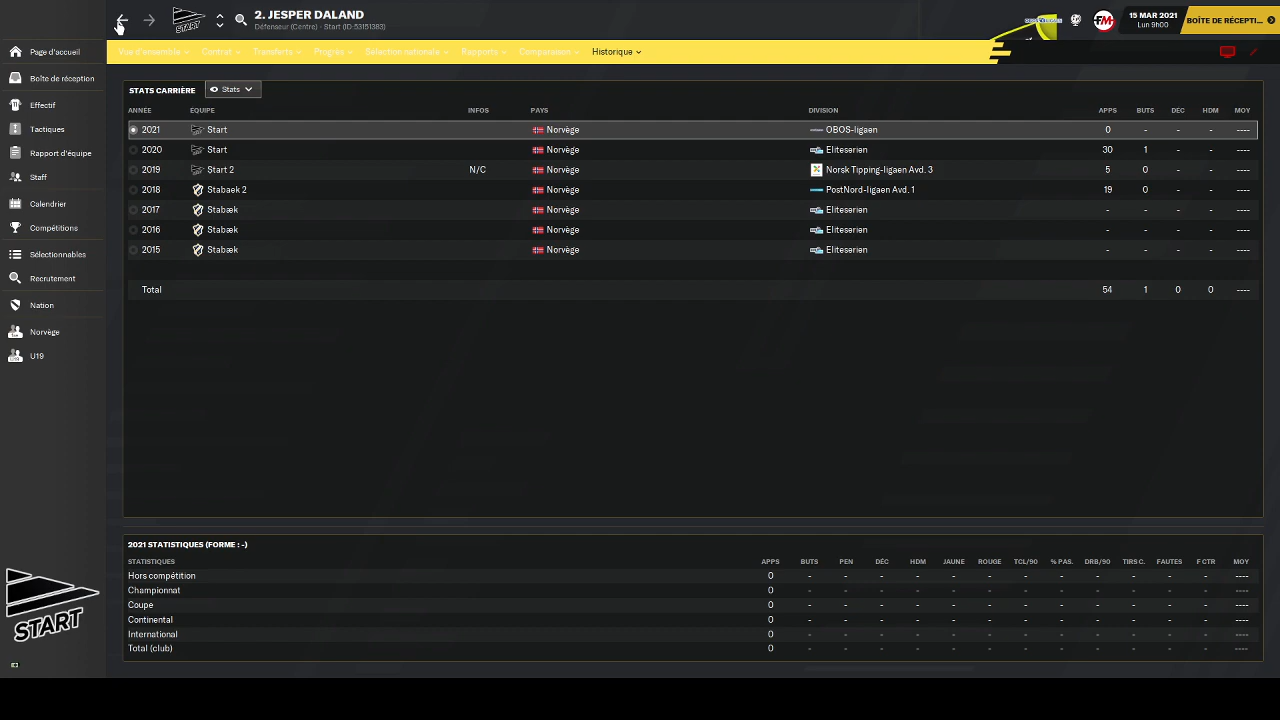 START 2. JESPER DALAND
Défenseur (Centre) - Start (ID:53151383)
FM 15 MAR 2021 Lun 9h00 BOÎTE DE RÉCEPTI...
Vue d'ensemble Contrat Transferts Progrès Sélection nationale Rapports Comparaison Historique
Page d'accueil
Boîte de réception
Effectif
Tactiques
Rapport d'équipe
Staff
Calendrier
Compétitions
Sélectionnables
Recrutement
Nation
Norvège
U19
START
STATS CARRIÈRE Stats
ANNÉE ÉQUIPE INFOS PAYS DIVISION APPS BUTS DÉC HDM MOY
2021 Start Norvège OBOS-ligaen 0 - - - ----
2020 Start Norvège Eliteserien 30 1 - - ----
2019 Start 2 N/C Norvège Norsk Tipping-ligaen Avd. 3 5 0 - - ----
2018 Stabaek 2 Norvège PostNord-ligaen Avd. 1 19 0 - - ----
2017 Stabæk Norvège Eliteserien - - - - ----
2016 Stabæk Norvège Eliteserien - - - - ----
2015 Stabæk Norvège Eliteserien - - - - ----
Total 54 1 0 0 ----
2021 STATISTIQUES (FORME : -)
STATISTIQUES APPS BUTS PEN DÉC HDM JAUNE ROUGE TCL/90 % PAS. DRB/90 TIRS C. FAUTES F CTR MOY
Hors compétition 0 - - - - - - - - - - - - ----
Championnat 0 - - - - - - - - - - - - ----
Coupe 0 - - - - - - - - - - - - ----
Continental 0 - - - - - - - - - - - - ----
International 0 - - - - - - - - - - - - ----
Total (club) 0 - - - - - - - - - - - - ----